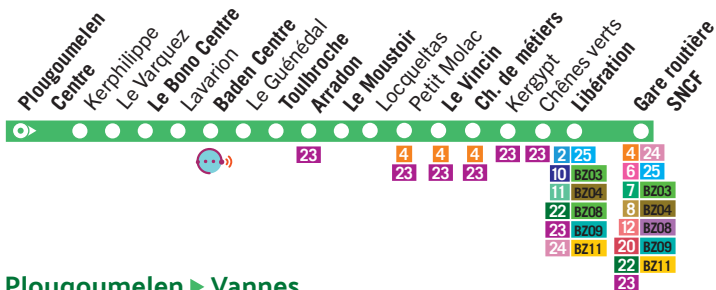 Plougoumelen
Centre
Kerphilippe
Le Varquez
Le Bono Centre
Lavarion
Baden Centre
Le Guénédal
Toulbroche
Arradon
Le Moustoir
Locqueltas
Petit Molac
Le Vincin
Ch. de métiers
Kergypt
Chênes verts
Libération
Gare routière
SNCF
23 4 4 4 23 23 2 25 4 24
23 23 23 10 BZ03 6 25
11 BZ04 7 BZ03
22 BZ08 8 BZ04
23 BZ09 12 BZ08
24 BZ11 20 BZ09
22 BZ11
23
Plougoumelen ▶ Vannes